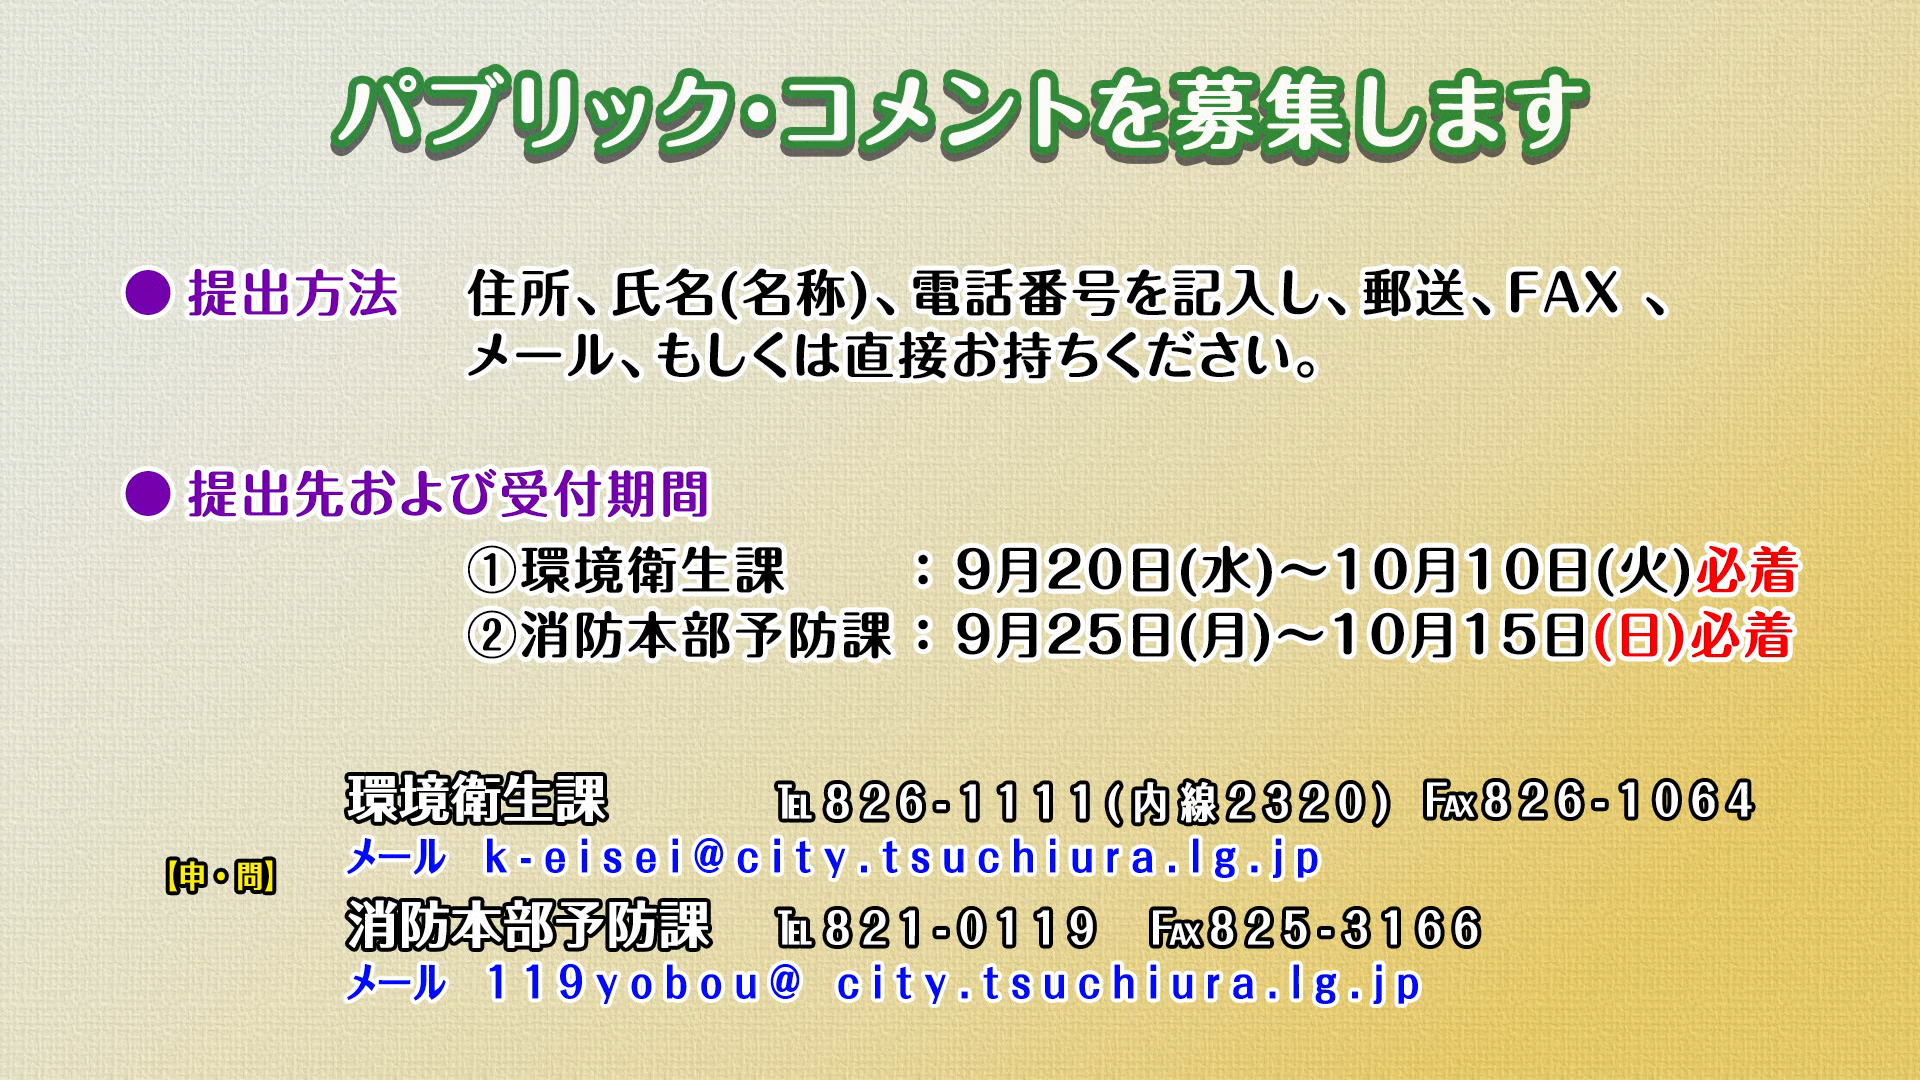 パブリック・コメントを募集します
●提出方法 住所、氏名(名称)、電話番号を記入し、郵送、FAX 、
メール、もしくは直接お持ちください。
●提出先および受付期間
①環境衛生課 : 9月20日(水)～10月10日(火)必着
②消防本部予防課 : 9月25日(月)～10月15日(日)必着
【申・問】
環境衛生課 ℡826-1111(内線2320) FAX826-1064
メール k-eisei@city.tsuchiura.lg.jp
消防本部予防課 ℡821-0119 FAX825-3166
メール 119yobou@ city.tsuchiura.lg.jp